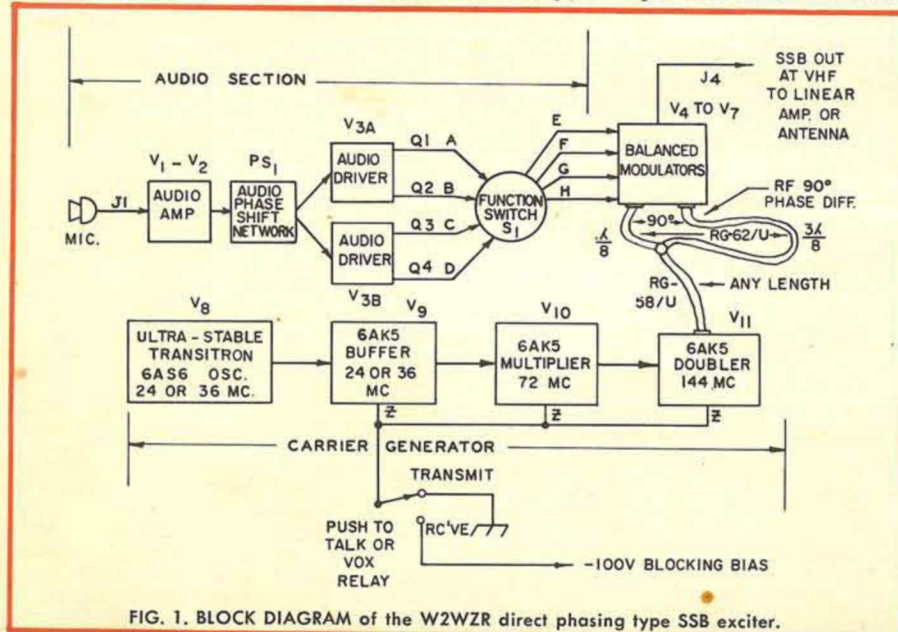 AUDIO SECTION
SSB OUT
AT VHF
TO LINEAR
AMP. OR
ANTENNA
J4
V4 TO V7
BALANCED
MODULATORS
E
F
G
H
V3A
AUDIO
DRIVER
Q1 A
Q2 B
V1 - V2
AUDIO
AMP
PS1
AUDIO
PHASE
SHIFT
NETWORK
J1
MIC.
AUDIO
DRIVER
V3B
Q3 C
Q4 D
FUNCTION
SWITCH
S1
RF 90°
PHASE DIFF.
90°
RG-62/U
λ/8
3λ/8
RG-
58/U
ANY LENGTH
V8
ULTRA-STABLE
TRANSITRON
6AS6 OSC.
24 OR 36 MC.
V9
6AK5
BUFFER
24 OR 36
MC
V10
6AK5
MULTIPLIER
72 MC
V11
6AK5
DOUBLER
144 MC
Z
Z
Z
CARRIER GENERATOR
TRANSMIT
PUSH TO
TALK OR
VOX
RELAY
RC'VE
-100V BLOCKING BIAS
FIG. 1. BLOCK DIAGRAM of the W2WZR direct phasing type SSB exciter.